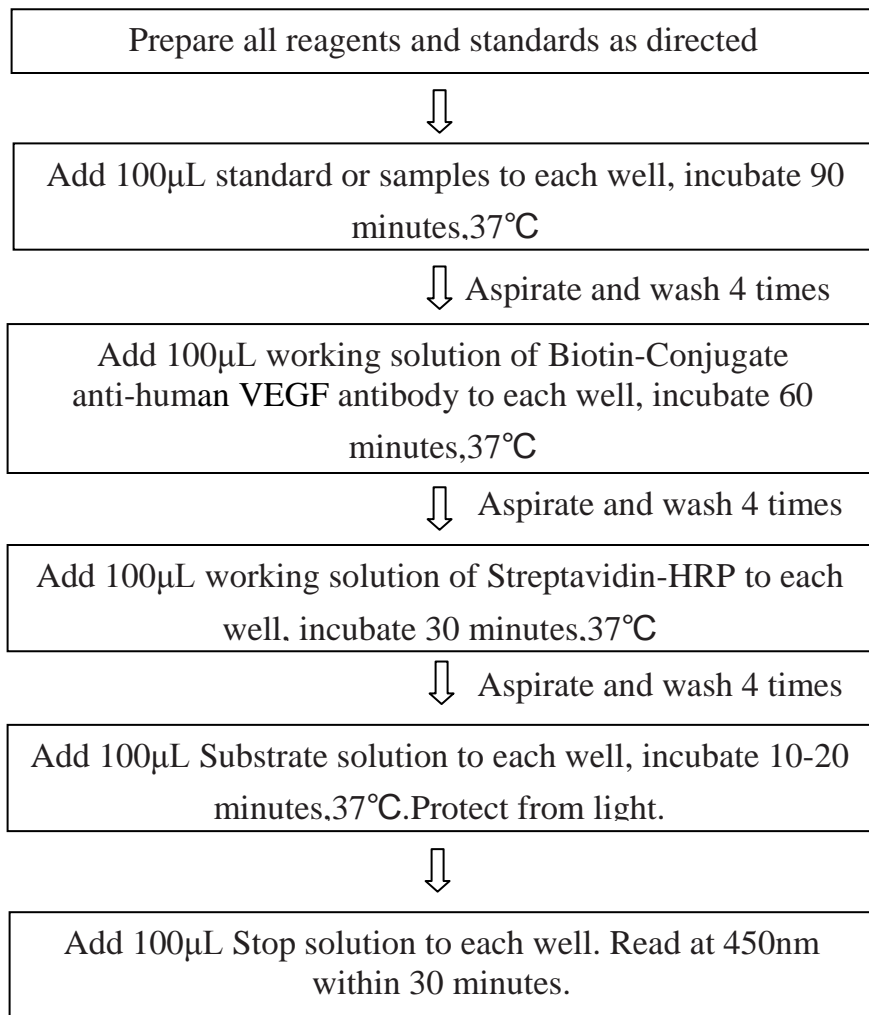 Prepare all reagents and standards as directed
Add 100μL standard or samples to each well, incubate 90
minutes,37℃
Aspirate and wash 4 times
Add 100μL working solution of Biotin-Conjugate
anti-human VEGF antibody to each well, incubate 60
minutes,37℃
Aspirate and wash 4 times
Add 100μL working solution of Streptavidin-HRP to each
well, incubate 30 minutes,37℃
Aspirate and wash 4 times
Add 100μL Substrate solution to each well, incubate 10-20
minutes,37℃.Protect from light.
Add 100μL Stop solution to each well. Read at 450nm
within 30 minutes.